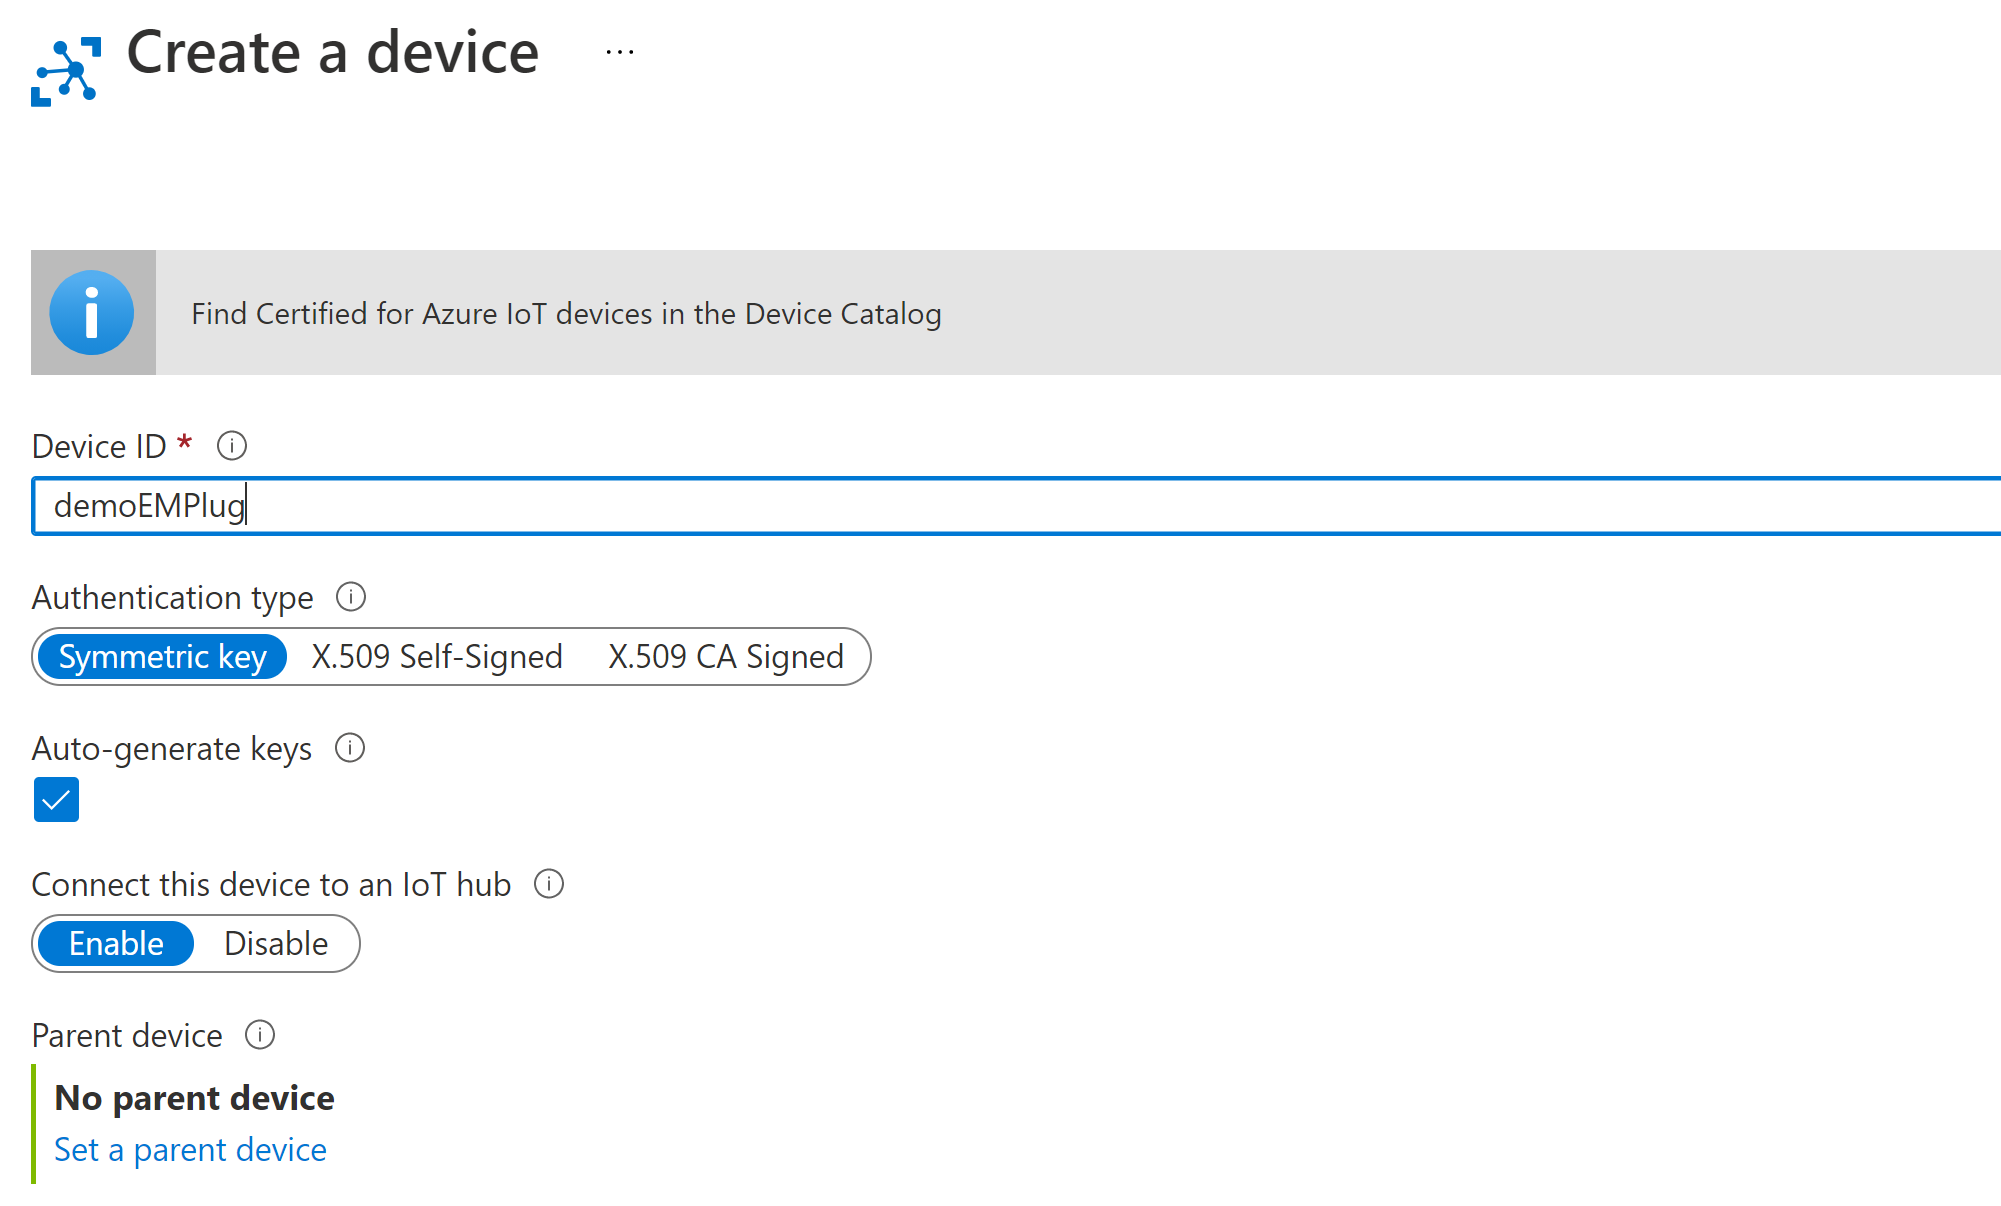 Create a device ...
Find Certified for Azure IoT devices in the Device Catalog
Device ID *
demoEMPlug
Authentication type
Symmetric key X.509 Self-Signed X.509 CA Signed
Auto-generate keys
Connect this device to an IoT hub
Enable Disable
Parent device
No parent device
Set a parent device